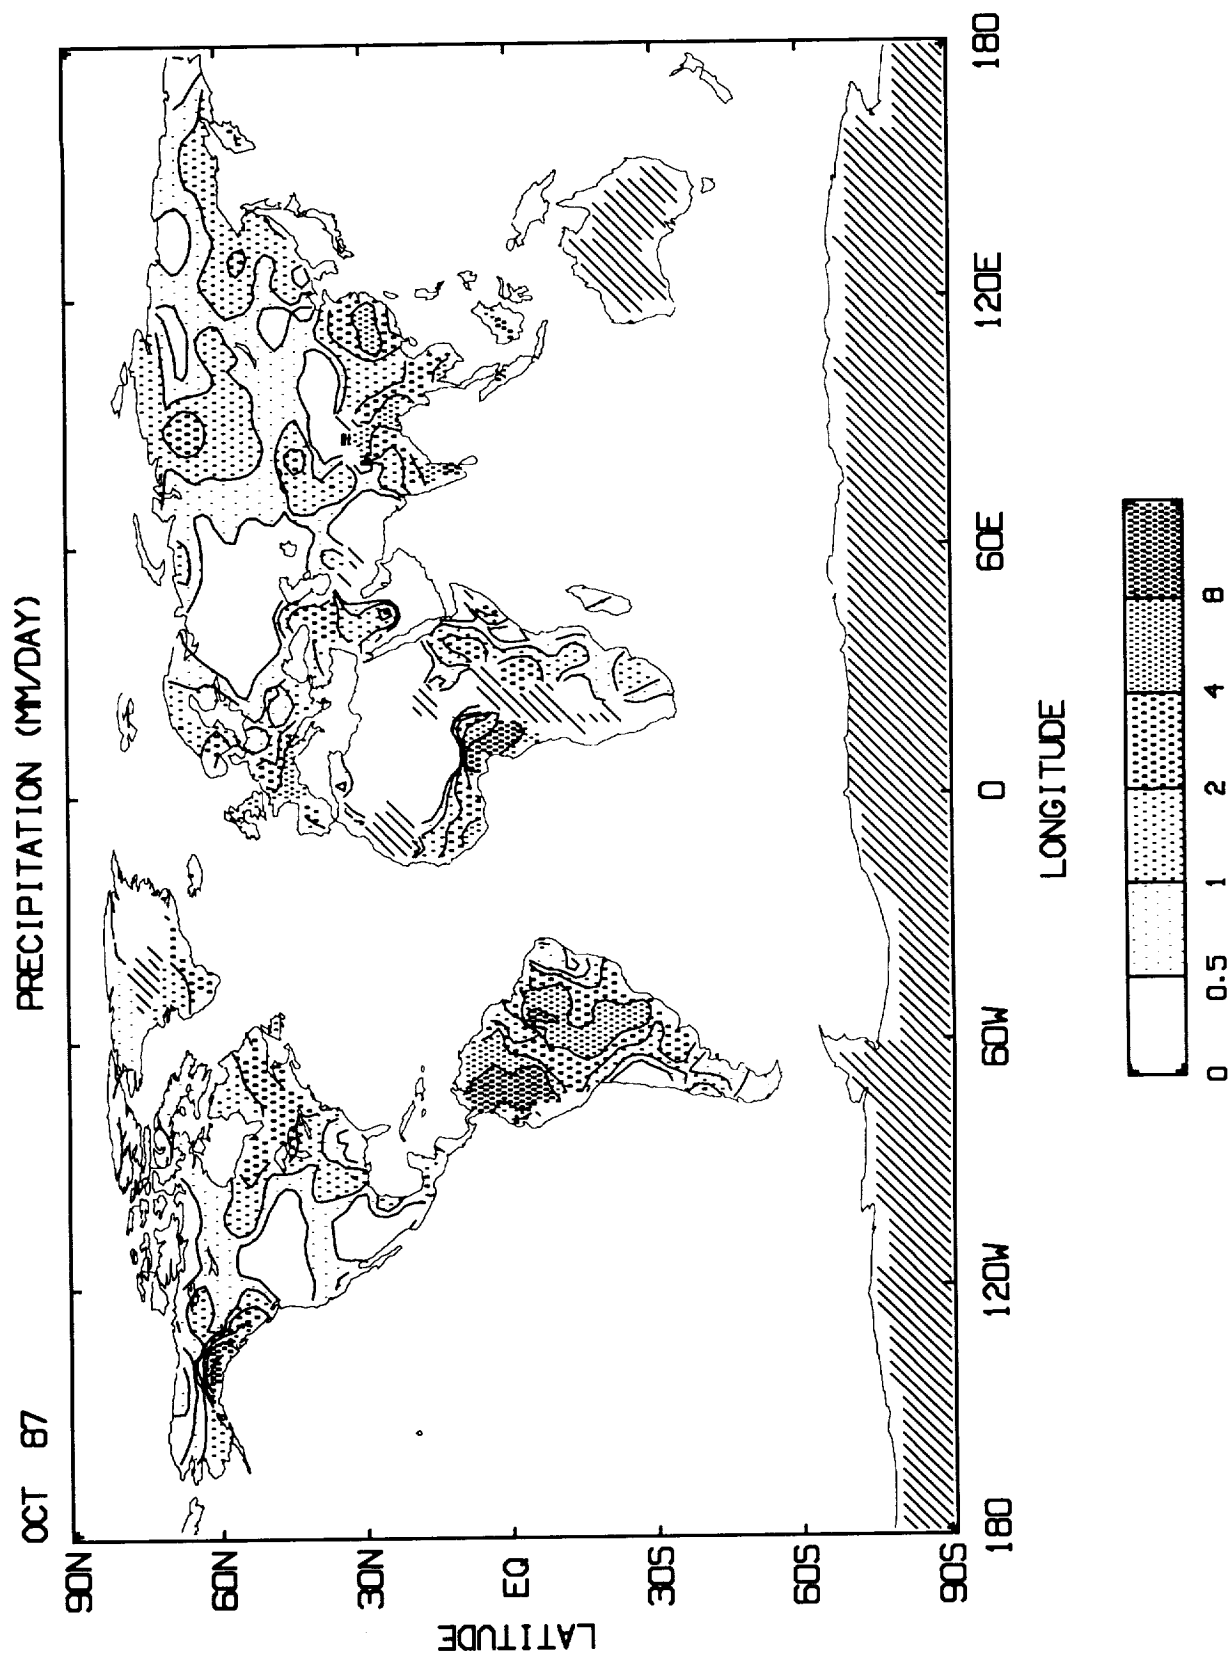 OCT 87 PRECIPITATION (MM/DAY)
90N
60N
30N
EQ
30S
60S
90S
LATITUDE
180 120W 60W 0 60E 120E 180
LONGITUDE
0 0.5 1 2 4 8